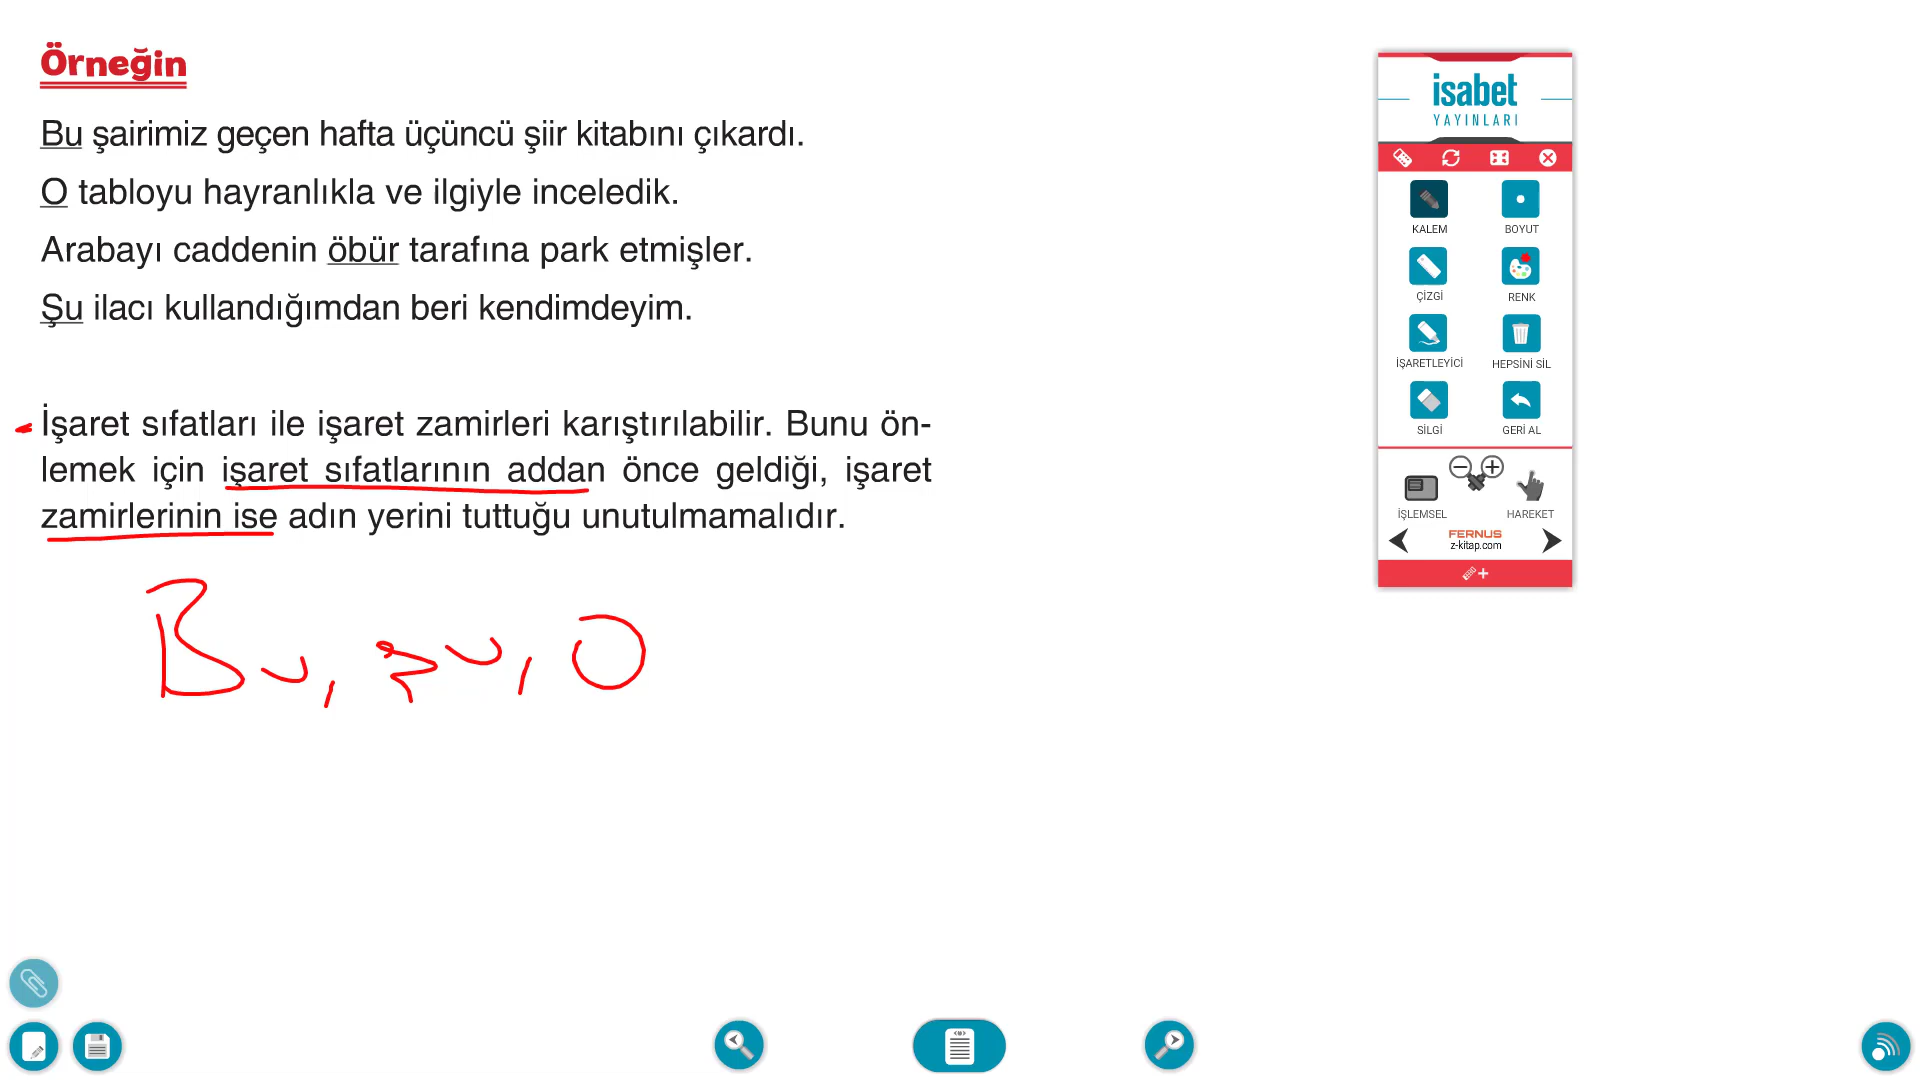 Örneğin
Bu şairimiz geçen hafta üçüncü şiir kitabını çıkardı.
O tabloyu hayranlıkla ve ilgiyle inceledik.
Arabayı caddenin öbür tarafına park etmişler.
Şu ilacı kullandığımdan beri kendimdeyim.
İşaret sıfatları ile işaret zamirleri karıştırılabilir. Bunu ön-
lemek için işaret sıfatlarının addan önce geldiği, işaret
zamirlerinin ise adın yerini tuttuğu unutulmamalıdır.
Bu, şu, O
isabet
YAYINLARI
KALEM BOYUT
ÇİZGİ RENK
İŞARETLEYİCİ HEPSİNİ SİL
SİLGİ GERİ AL
İŞLEMSEL HAREKET
FERNUS
z-kitap.com